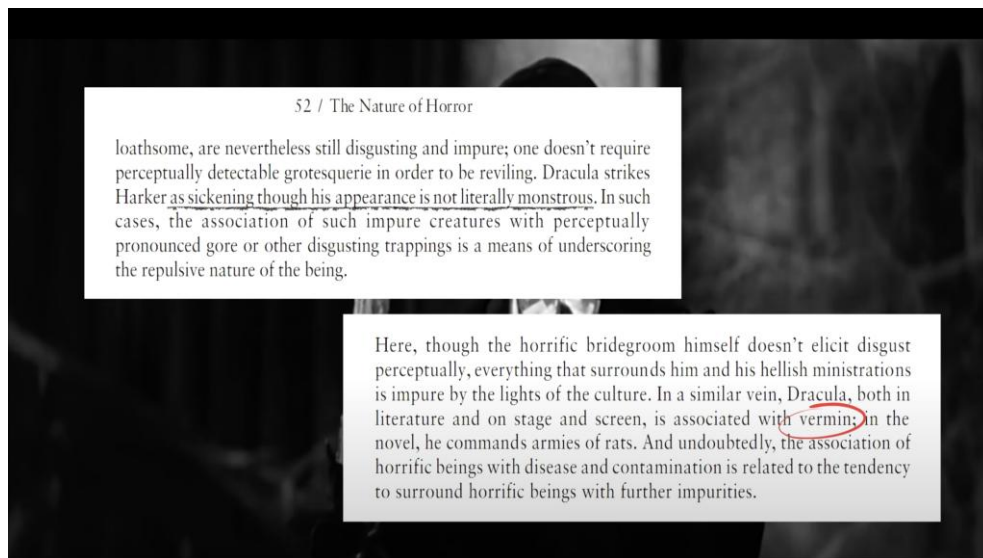 52 / The Nature of Horror
loathsome, are nevertheless still disgusting and impure; one doesn't require
perceptually detectable grotesquerie in order to be reviling. Dracula strikes
Harker as sickening though his appearance is not literally monstrous. In such
cases, the association of such impure creatures with perceptually
pronounced gore or other disgusting trappings is a means of underscoring
the repulsive nature of the being.
Here, though the horrific bridegroom himself doesn't elicit disgust
perceptually, everything that surrounds him and his hellish ministrations
is impure by the lights of the culture. In a similar vein, Dracula, both in
literature and on stage and screen, is associated with vermin; in the
novel, he commands armies of rats. And undoubtedly, the association of
horrific beings with disease and contamination is related to the tendency
to surround horrific beings with further impurities.